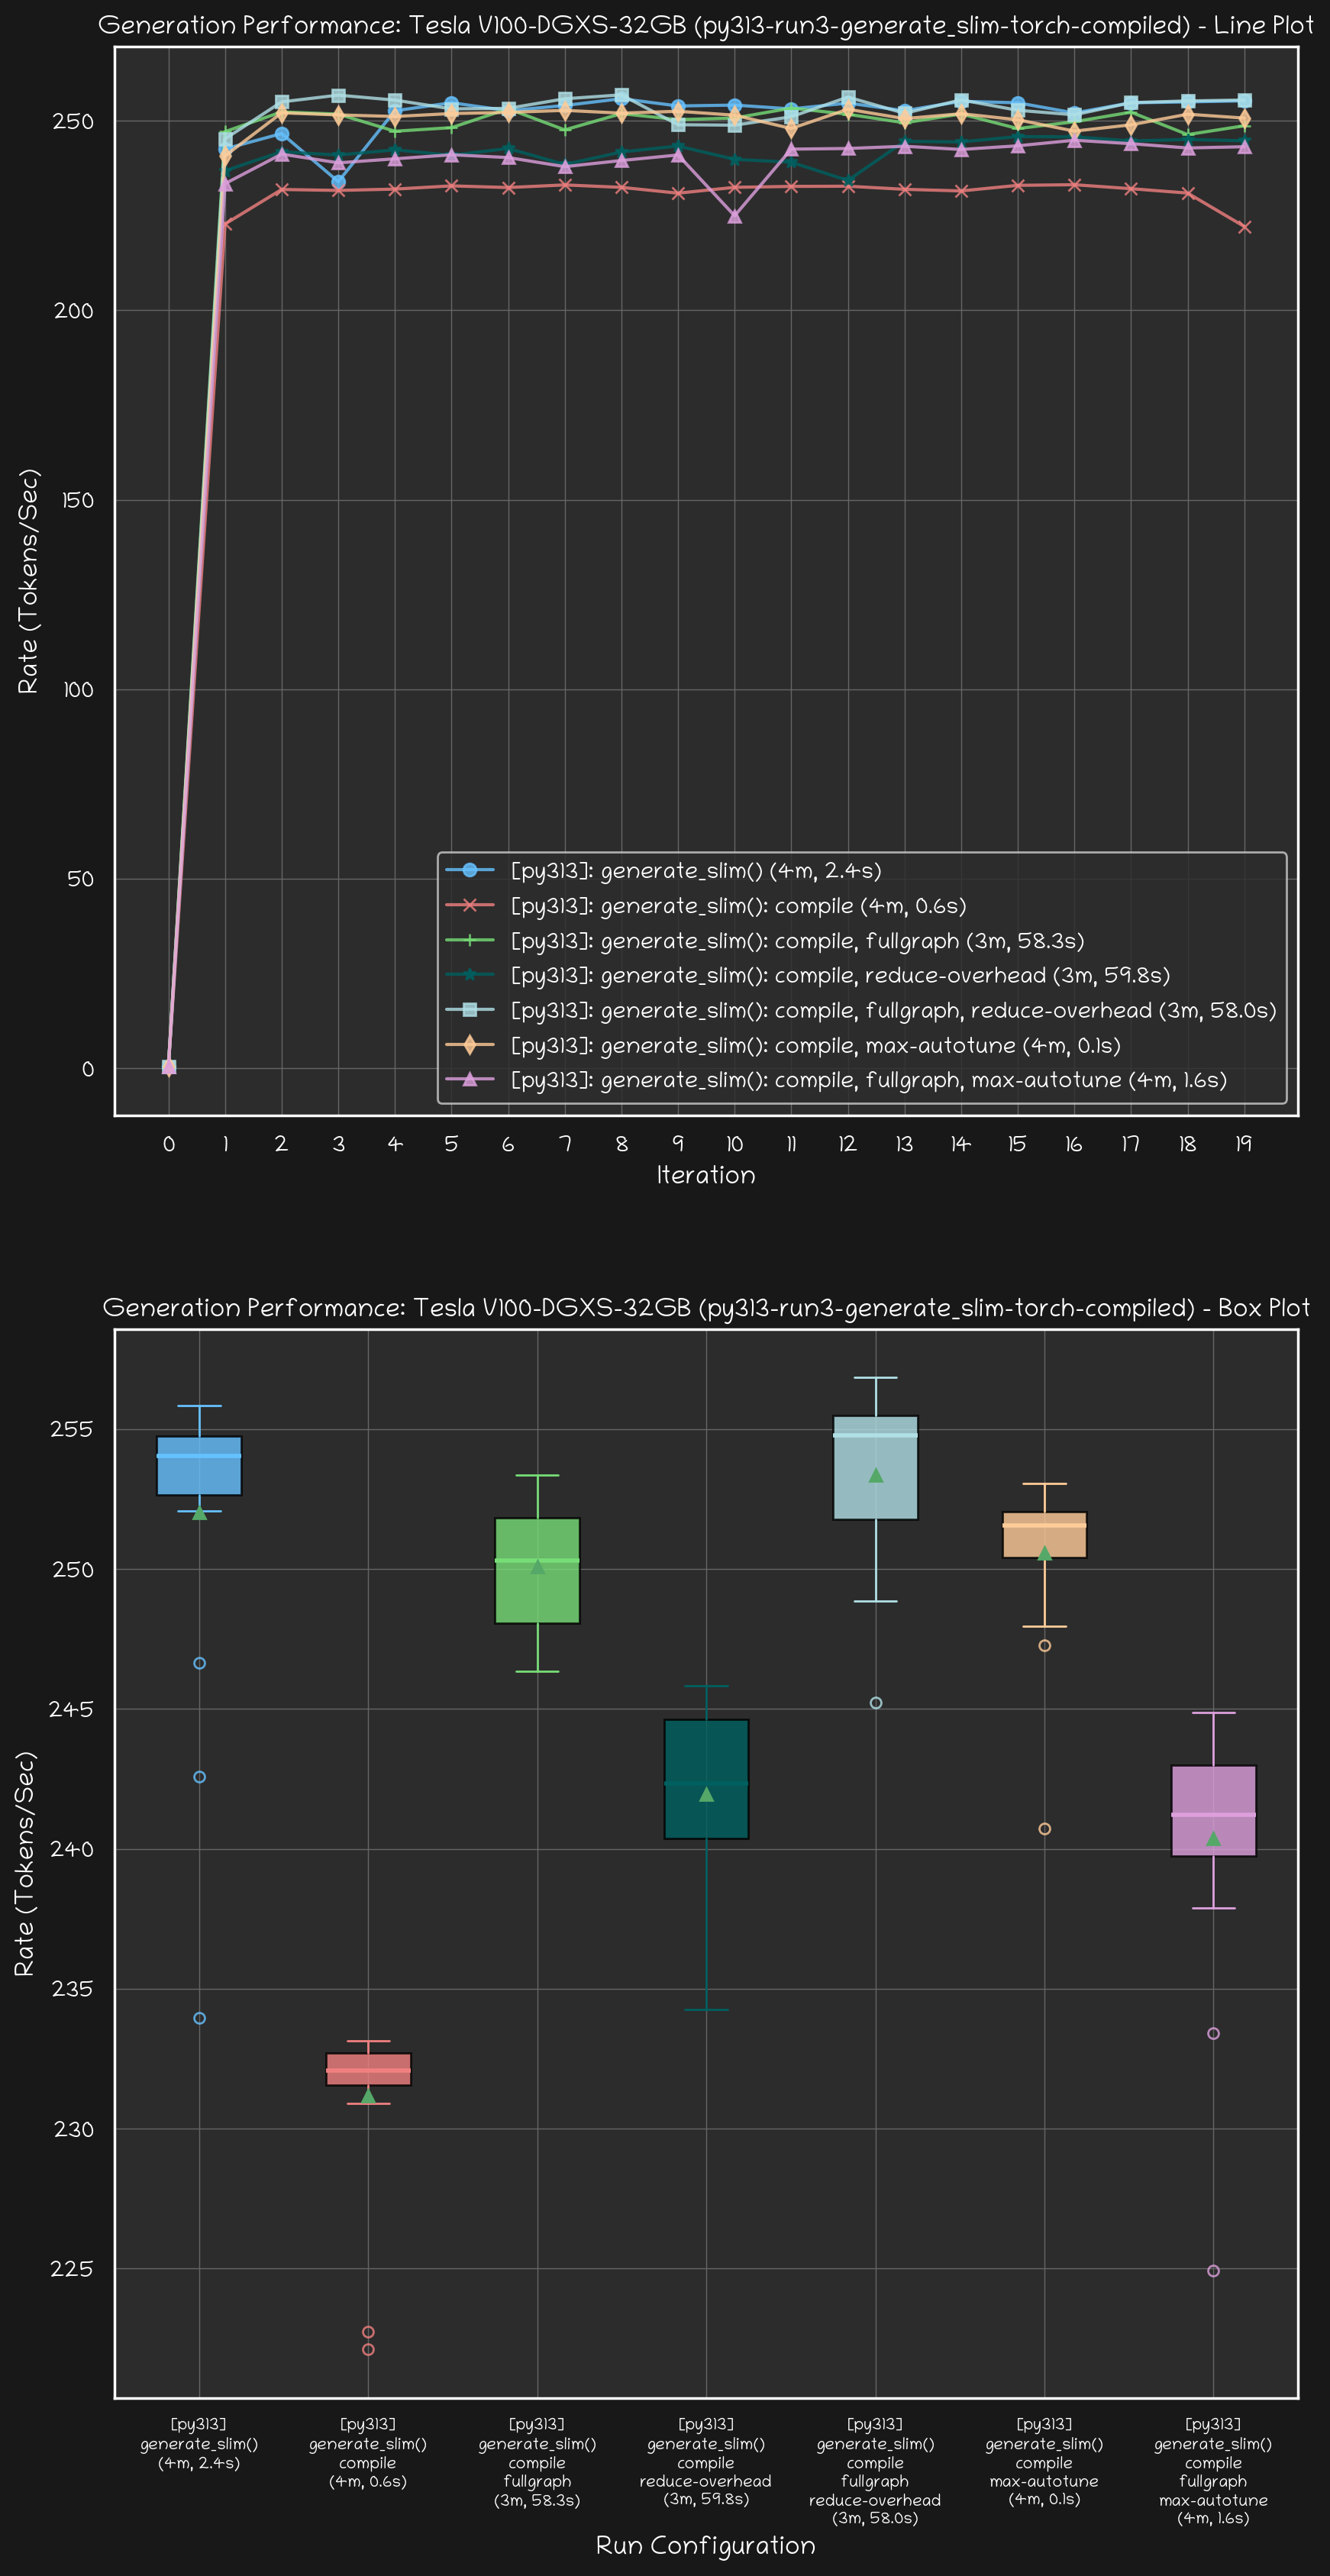 Generation Performance: Tesla V100-DGXS-32GB (py313-run3-generate_slim-torch-compiled) - Line Plot
Rate (Tokens/Sec)
250
200
150
100
50
0
[py313]: generate_slim() (4m, 2.4s)
[py313]: generate_slim(): compile (4m, 0.6s)
[py313]: generate_slim(): compile, fullgraph (3m, 58.3s)
[py313]: generate_slim(): compile, reduce-overhead (3m, 59.8s)
[py313]: generate_slim(): compile, fullgraph, reduce-overhead (3m, 58.0s)
[py313]: generate_slim(): compile, max-autotune (4m, 0.1s)
[py313]: generate_slim(): compile, fullgraph, max-autotune (4m, 1.6s)
0 1 2 3 4 5 6 7 8 9 10 11 12 13 14 15 16 17 18 19
Iteration
Generation Performance: Tesla V100-DGXS-32GB (py313-run3-generate_slim-torch-compiled) - Box Plot
Rate (Tokens/Sec)
255
250
245
240
235
230
225
[py313]
generate_slim()
(4m, 2.4s)
[py313]
generate_slim()
compile
(4m, 0.6s)
[py313]
generate_slim()
compile
fullgraph
(3m, 58.3s)
[py313]
generate_slim()
compile
reduce-overhead
(3m, 59.8s)
[py313]
generate_slim()
compile
fullgraph
reduce-overhead
(3m, 58.0s)
[py313]
generate_slim()
compile
max-autotune
(4m, 0.1s)
[py313]
generate_slim()
compile
fullgraph
max-autotune
(4m, 1.6s)
Run Configuration